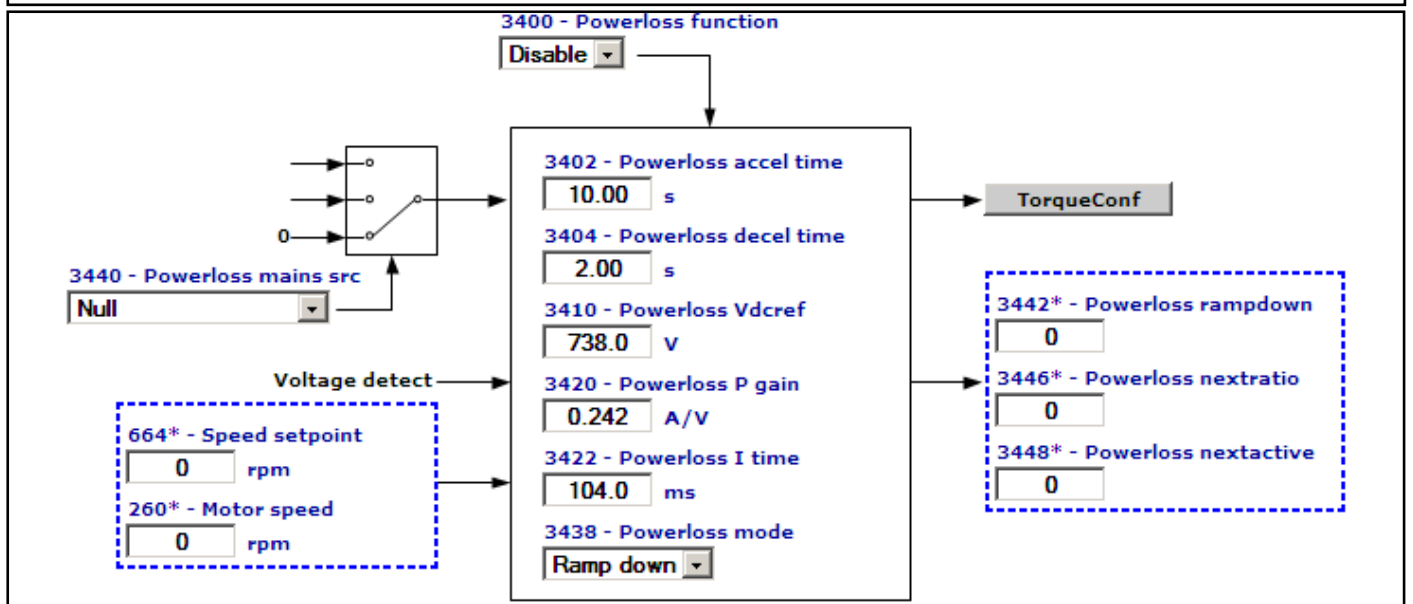 3400 - Powerloss function
Disable
3402 - Powerloss accel time
10.00 s
TorqueConf
3404 - Powerloss decel time
2.00 s
0
3440 - Powerloss mains src
Null
3410 - Powerloss Vdcref
738.0 V
3442* - Powerloss rampdown
0
Voltage detect
3420 - Powerloss P gain
0.242 A/V
3446* - Powerloss nextratio
0
664* - Speed setpoint
0 rpm
3422 - Powerloss I time
104.0 ms
3448* - Powerloss nextactive
0
260* - Motor speed
0 rpm
3438 - Powerloss mode
Ramp down